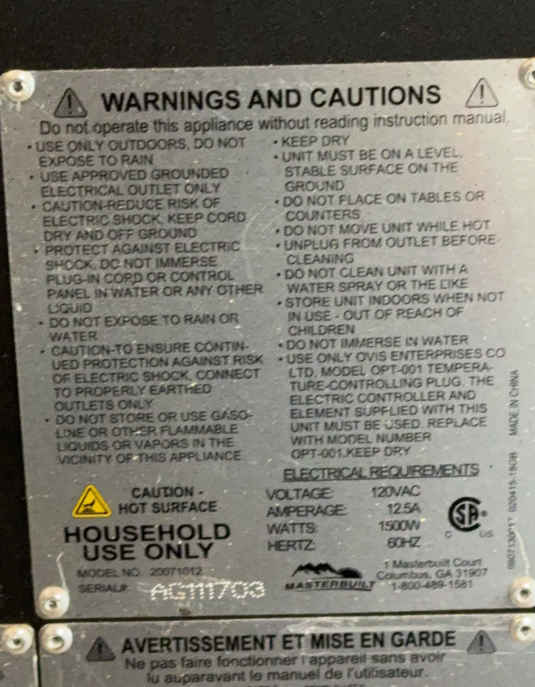 WARNINGS AND CAUTIONS
Do not operate this appliance without reading instruction manual.
• USE ONLY OUTDOORS, DO NOT
EXPOSE TO RAIN
• USE APPROVED GROUNDED
ELECTRICAL OUTLET ONLY
• CAUTION-REDUCE RISK OF
ELECTRIC SHOCK, KEEP CORD
DRY AND OFF GROUND
• PROTECT AGAINST ELECTRIC
SHOCK, DO NOT IMMERSE
PLUG-IN CORD OR CONTROL
PANEL IN WATER OR ANY OTHER
LIQUID
• DO NOT EXPOSE TO RAIN OR
WATER
• CAUTION-TO ENSURE CONTIN-
UED PROTECTION AGAINST RISK
OF ELECTRIC SHOCK, CONNECT
TO PROPERLY EARTHED
OUTLETS ONLY
• DO NOT STORE OR USE GASO-
LINE OR OTHER FLAMMABLE
LIQUIDS OR VAPORS IN THE
VICINITY OF THIS APPLIANCE
• KEEP DRY
• UNIT MUST BE ON A LEVEL,
STABLE SURFACE ON THE
GROUND
• DO NOT PLACE ON TABLES OR
COUNTERS
• DO NOT MOVE UNIT WHILE HOT
• UNPLUG FROM OUTLET BEFORE
CLEANING
• DO NOT CLEAN UNIT WITH A
WATER SPRAY OR THE LIKE
• STORE UNIT INDOORS WHEN NOT
IN USE - OUT OF REACH OF
CHILDREN
• DO NOT IMMERSE IN WATER
• USE ONLY OVIS ENTERPRISES CO
LTD. MODEL OPT-001 TEMPERA-
TURE-CONTROLLING PLUG. THE
ELECTRIC CONTROLLER AND
ELEMENT SUPPLIED WITH THIS
UNIT MUST BE USED. REPLACE
WITH MODEL NUMBER
OPT-001.KEEP DRY
CAUTION -
HOT SURFACE
HOUSEHOLD
USE ONLY
MODEL NO. 20071012
SERIAL# AG111703
ELECTRICAL REQUIREMENTS
VOLTAGE: 120VAC
AMPERAGE: 12.5A
WATTS: 1500W
HERTZ: 60HZ
SA
C US
MASTERBUILT
1 Masterbuilt Court
Columbus, GA 31907
1-800-489-1581
MADE IN CHINA
AVERTISSEMENT ET MISE EN GARDE
Ne pas faire fonctionner l'appareil sans avoir
lu auparavant le manuel de l'utilisateur.